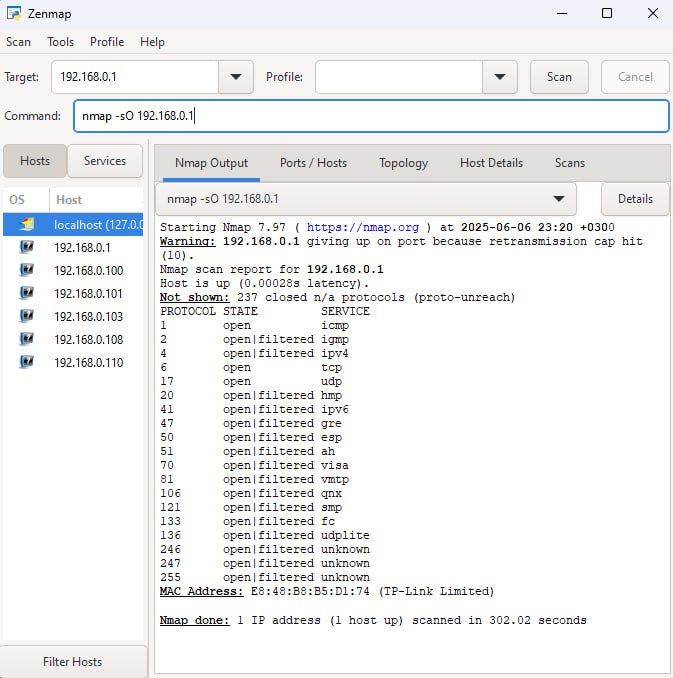 Zenmap
Scan Tools Profile Help
Target: 192.168.0.1 Profile: Scan Cancel
Command: nmap -sO 192.168.0.1
Hosts Services
Nmap Output Ports / Hosts Topology Host Details Scans
OS Host
nmap -sO 192.168.0.1 Details
localhost (127.0.0
192.168.0.1
192.168.0.100
192.168.0.101
192.168.0.103
192.168.0.108
192.168.0.110
Starting Nmap 7.97 ( https://nmap.org ) at 2025-06-06 23:20 +0300
Warning: 192.168.0.1 giving up on port because retransmission cap hit
(10).
Nmap scan report for 192.168.0.1
Host is up (0.00028s latency).
Not shown: 237 closed n/a protocols (proto-unreach)
PROTOCOL STATE SERVICE
1 open icmp
2 open|filtered igmp
4 open|filtered ipv4
6 open tcp
17 open udp
20 open|filtered hmp
41 open|filtered ipv6
47 open|filtered gre
50 open|filtered esp
51 open|filtered ah
70 open|filtered visa
81 open|filtered vmtp
106 open|filtered qnx
121 open|filtered smp
133 open|filtered fc
136 open|filtered udplite
246 open|filtered unknown
247 open|filtered unknown
255 open|filtered unknown
MAC Address: E8:48:B8:B5:D1:74 (TP-Link Limited)
Nmap done: 1 IP address (1 host up) scanned in 302.02 seconds
Filter Hosts